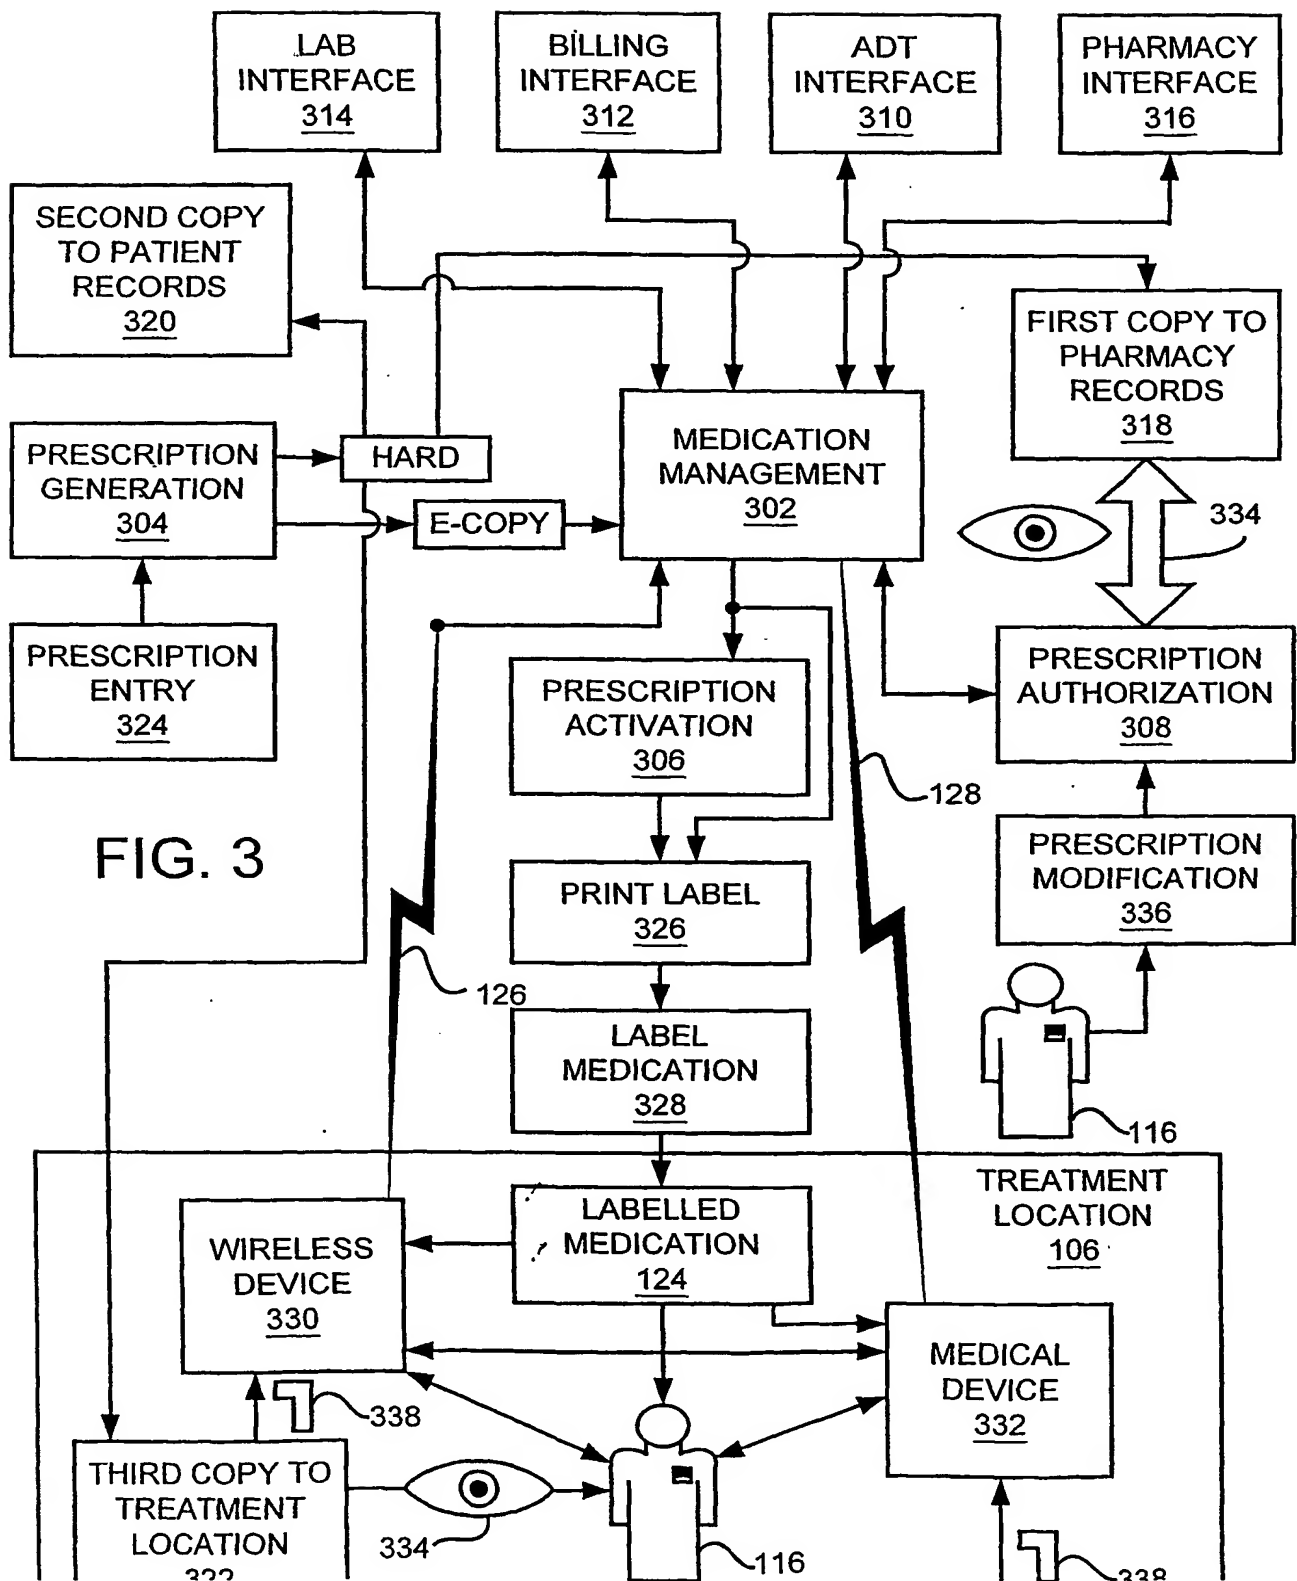 LAB
INTERFACE
314
BILLING
INTERFACE
312
ADT
INTERFACE
310
PHARMACY
INTERFACE
316
SECOND COPY
TO PATIENT
RECORDS
320
FIRST COPY TO
PHARMACY
RECORDS
318
PRESCRIPTION
GENERATION
304
HARD
E-COPY
MEDICATION
MANAGEMENT
302
334
PRESCRIPTION
ENTRY
324
PRESCRIPTION
ACTIVATION
306
PRESCRIPTION
AUTHORIZATION
308
128
FIG. 3
PRINT LABEL
326
PRESCRIPTION
MODIFICATION
336
126
LABEL
MEDICATION
328
116
TREATMENT
LOCATION
106
WIRELESS
DEVICE
330
LABELLED
MEDICATION
124
MEDICAL
DEVICE
332
338
THIRD COPY TO
TREATMENT
LOCATION
322
334
116
338